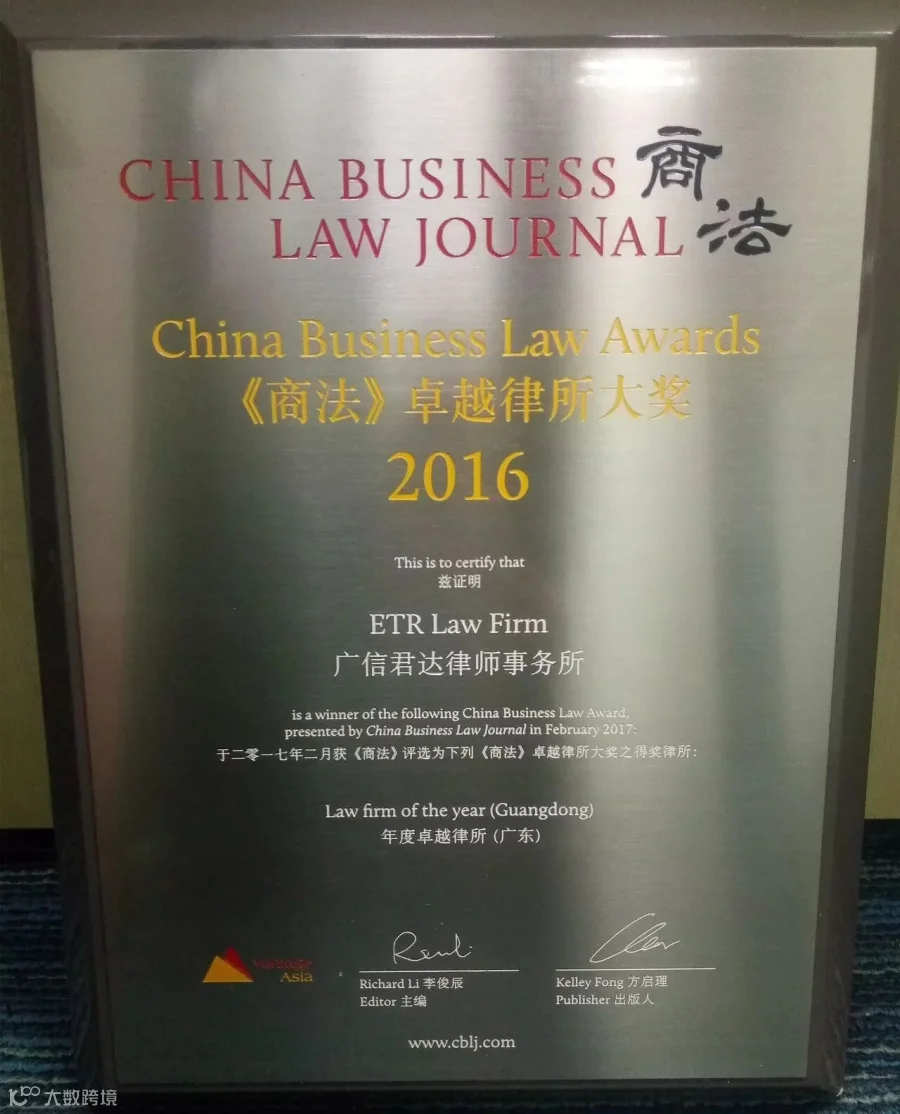 CHINA BUSINESS 商
LAW JOURNAL 法
China Business Law Awards
《商法》卓越律所大奖
2016
This is to certify that
兹证明
ETR Law Firm
广信君达律师事务所
is a winner of the following China Business Law Award,
presented by China Business Law Journal in February 2017:
于二零一七年二月获《商法》评选为下列《商法》卓越律所大奖之得奖律所：
Law firm of the year (Guangdong)
年度卓越律所 (广东)
Vantage
Asia
Richard Li 李俊辰
Editor 主编
Kelley Fong 方启理
Publisher 出版人
www.cblj.com
大数跨境